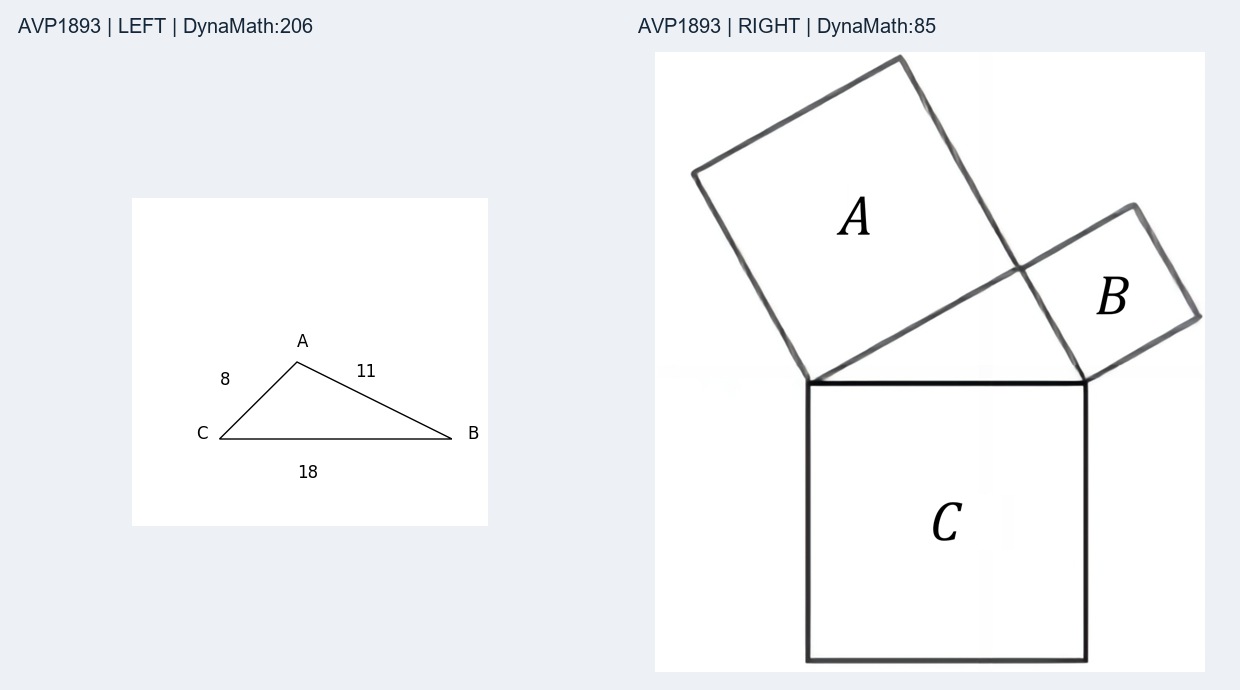 AVP1893 | LEFT | DynaMath:206
AVP1893 | RIGHT | DynaMath:85
A
8
11
C
B
18
A
B
C